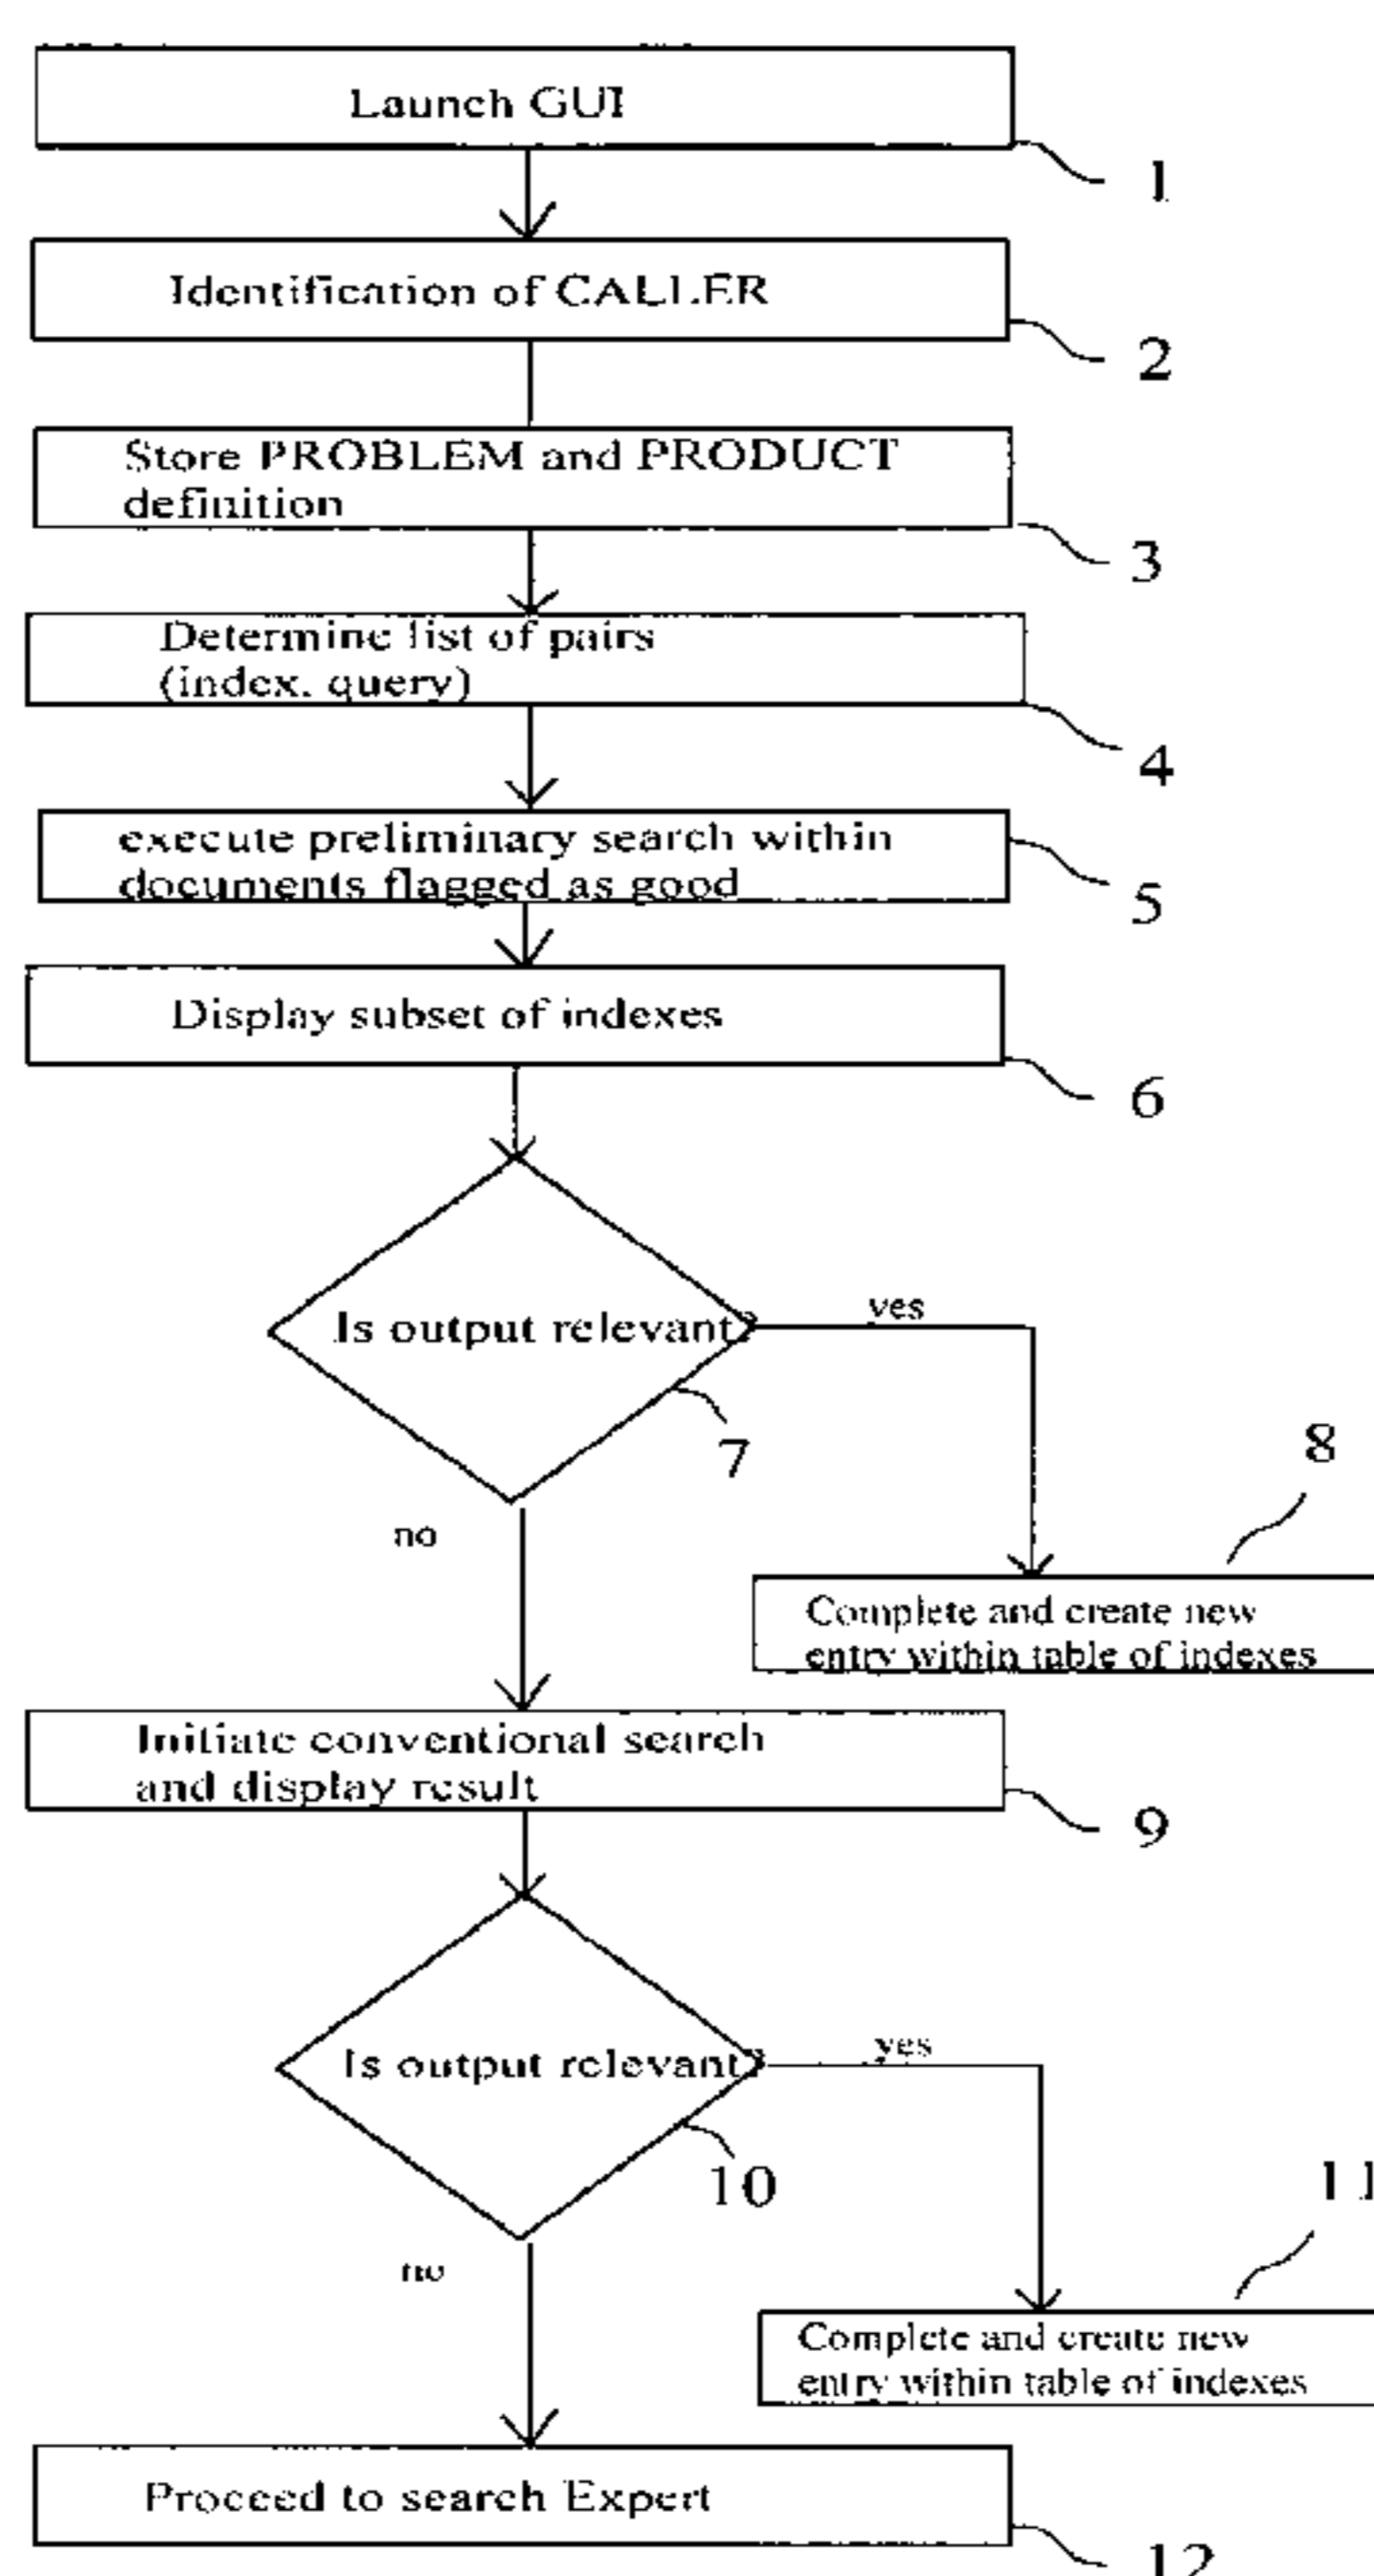 Launch GUI
1
Identification of CALLER
2
Store PROBLEM and PRODUCT
definition
3
Determine list of pairs
(index, query)
4
execute preliminary search within
documents flagged as good
5
Display subset of indexes
6
Is output relevant?
yes
7
8
no
Complete and create new
entry within table of indexes
Initiate conventional search
and display result
9
Is output relevant?
yes
10
11
no
Complete and create new
entry within table of indexes
Proceed to search Expert
12